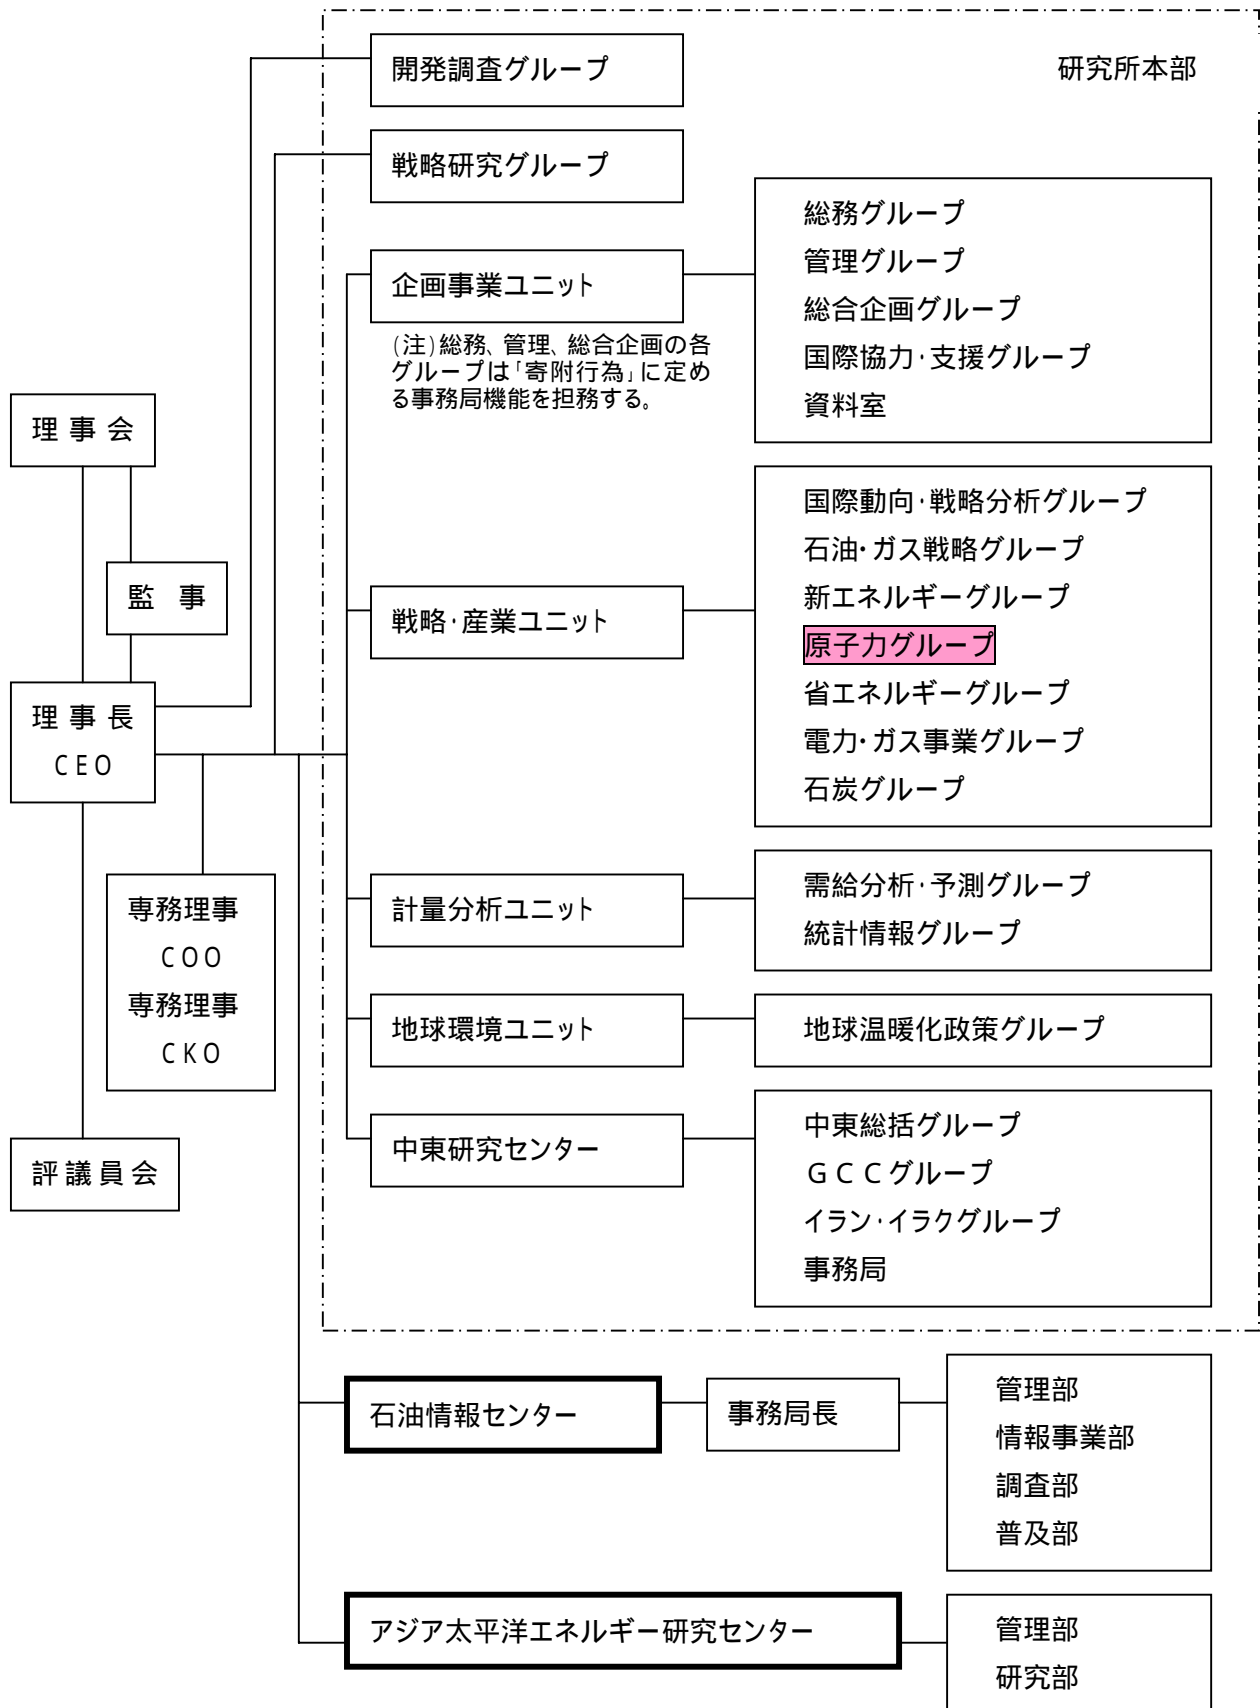 開発調査グループ
研究所本部
戦略研究グループ
企画事業ユニット
(注)総務、管理、総合企画の各
グループは「寄附行為」に定め
る事務局機能を担務する。
総務グループ
管理グループ
総合企画グループ
国際協力・支援グループ
資料室
理事会
監 事
理事長
CEO
専務理事
COO
専務理事
CKO
評議員会
戦略・産業ユニット
国際動向・戦略分析グループ
石油・ガス戦略グループ
新エネルギーグループ
原子力グループ
省エネルギーグループ
電力・ガス事業グループ
石炭グループ
計量分析ユニット
需給分析・予測グループ
統計情報グループ
地球環境ユニット
地球温暖化政策グループ
中東研究センター
中東総括グループ
GCCグループ
イラン・イラクグループ
事務局
石油情報センター
事務局長
管理部
情報事業部
調査部
普及部
アジア太平洋エネルギー研究センター
管理部
研究部